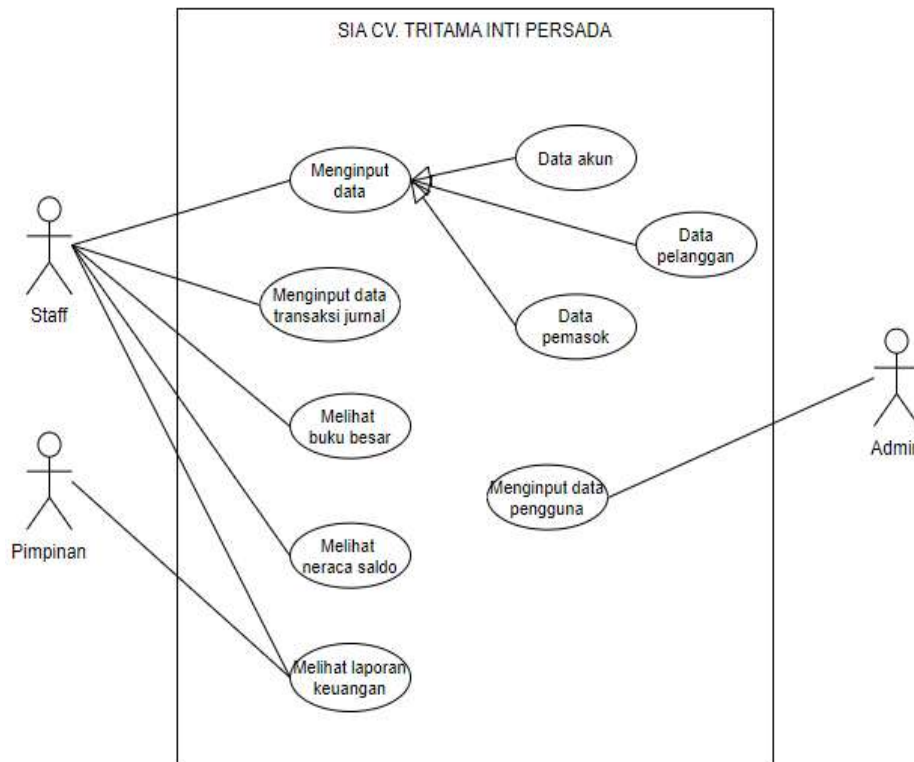 SIA CV. TRITAMA INTI PERSADA
Menginput
data
Data akun
Data
pelanggan
Staff
Menginput data
transaksi jurnal
Data
pemasok
Melihat
buku besar
Admin
Pimpinan
Menginput data
pengguna
Melihat
neraca saldo
Melihat laporan
keuangan